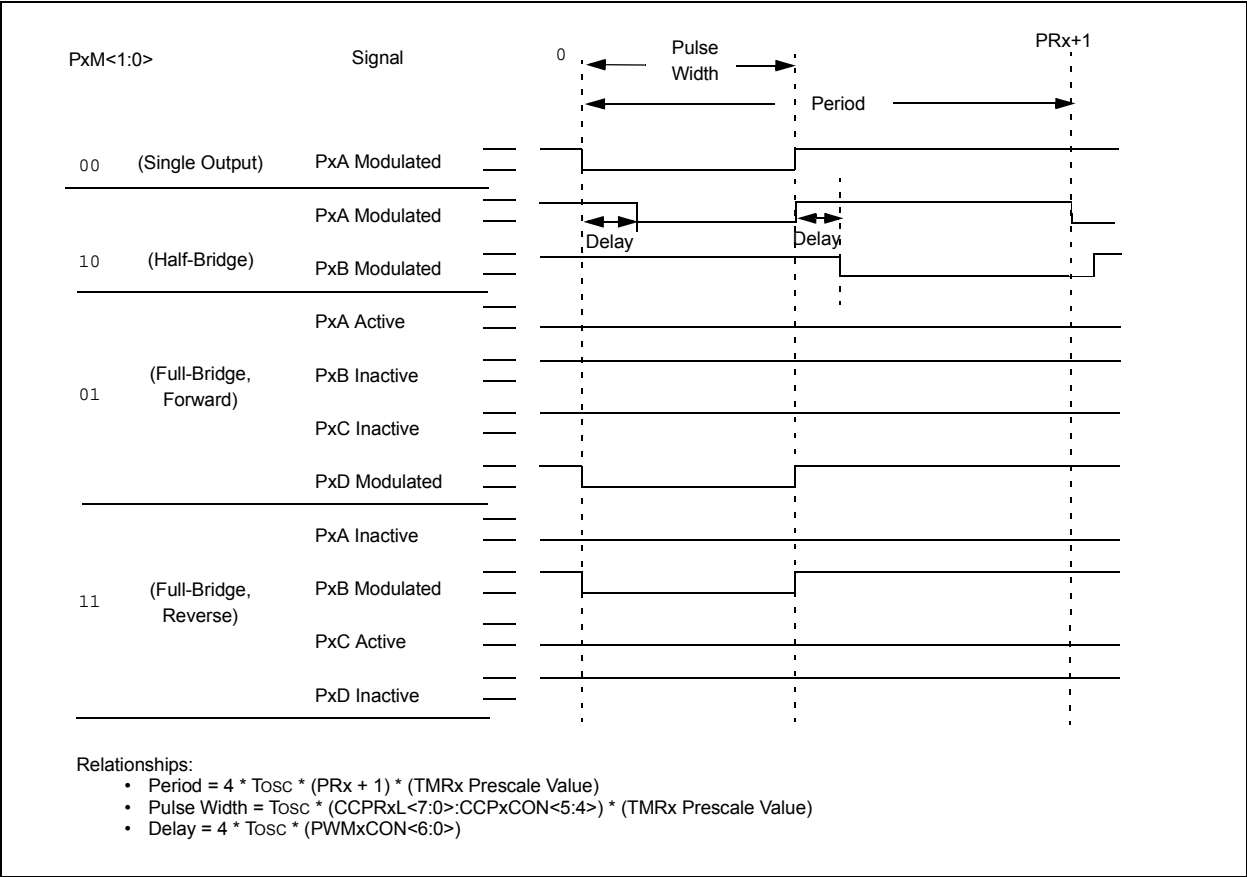 PxM<1:0>
Signal
0
Pulse
Width
PRx+1
Period
00
(Single Output)
PxA Modulated
PxA Modulated
Delay
Delay
10
(Half-Bridge)
PxB Modulated
PxA Active
01
(Full-Bridge,
Forward)
PxB Inactive
PxC Inactive
PxD Modulated
PxA Inactive
11
(Full-Bridge,
Reverse)
PxB Modulated
PxC Active
PxD Inactive
Relationships:
• Period = 4 * TOSC * (PRx + 1) * (TMRx Prescale Value)
• Pulse Width = TOSC * (CCPRxL<7:0>:CCPxCON<5:4>) * (TMRx Prescale Value)
• Delay = 4 * TOSC * (PWMxCON<6:0>)